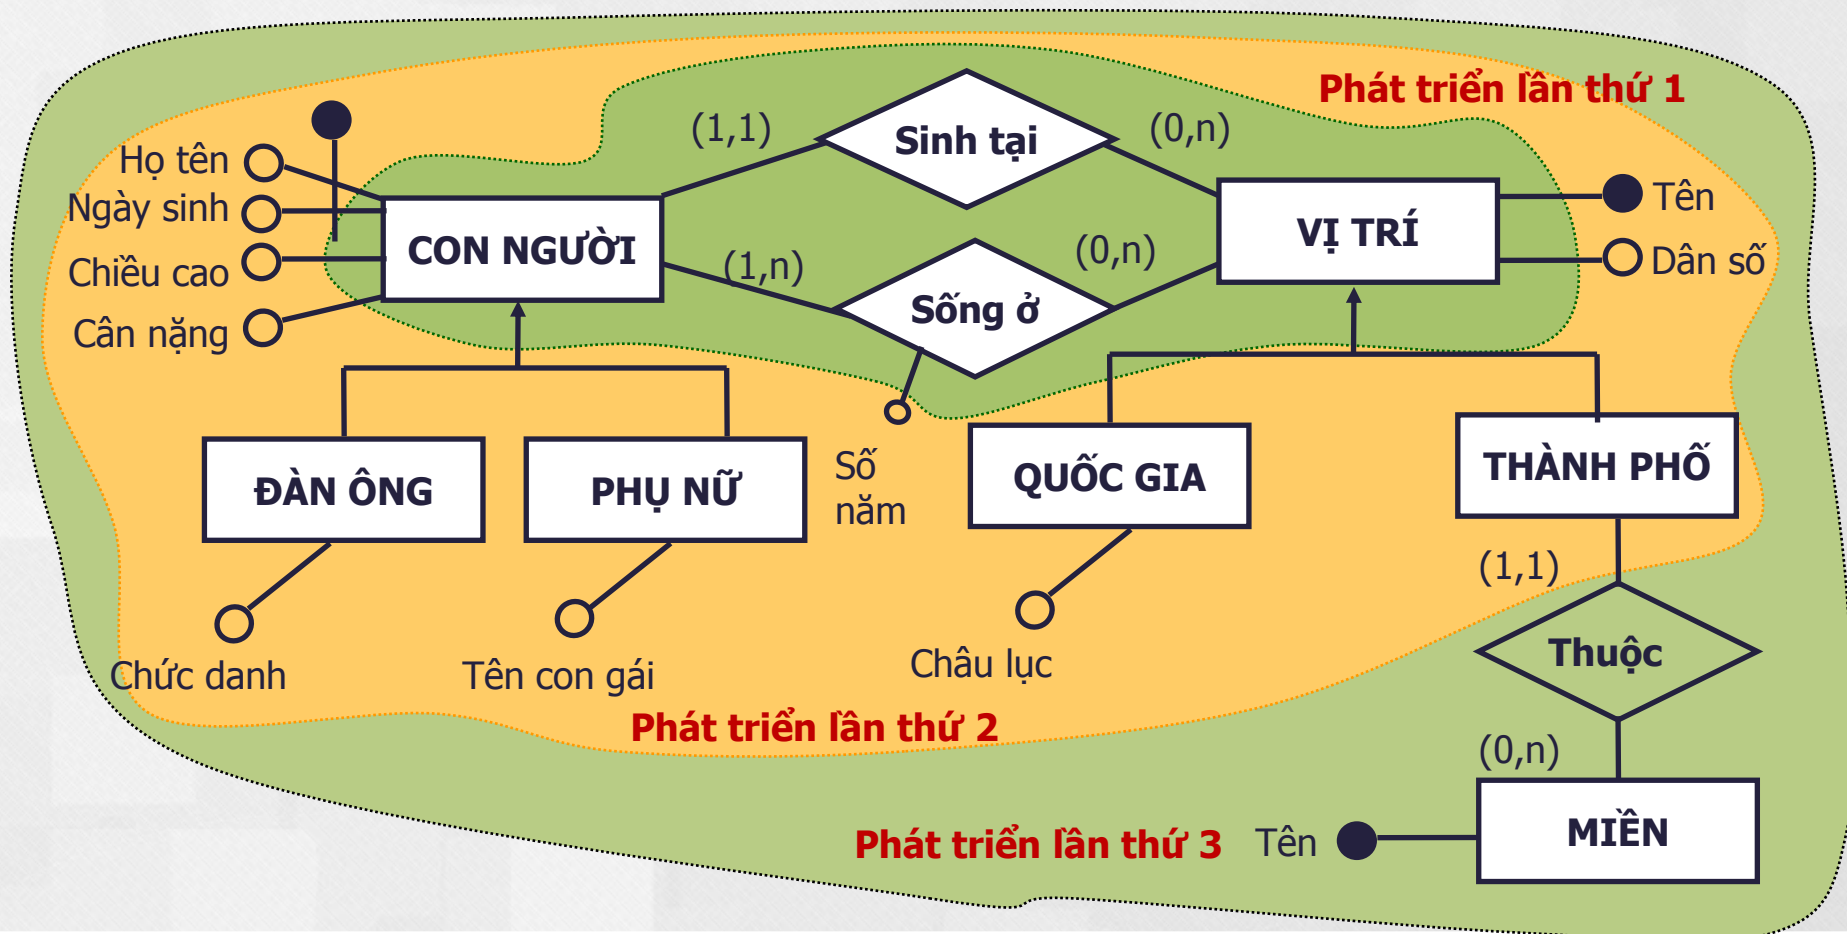 Phát triển lần thứ 1
(1,1)
Sinh tại
(0,n)
Họ tên
Ngày sinh
Chiều cao
Cân nặng
CON NGƯỜI
VỊ TRÍ
Tên
Dân số
(1,n)
Sống ở
(0,n)
ĐÀN ÔNG
PHỤ NỮ
Số
năm
QUỐC GIA
THÀNH PHỐ
(1,1)
Chức danh
Tên con gái
Châu lục
Thuộc
Phát triển lần thứ 2
(0,n)
Phát triển lần thứ 3
Tên
MIỀN